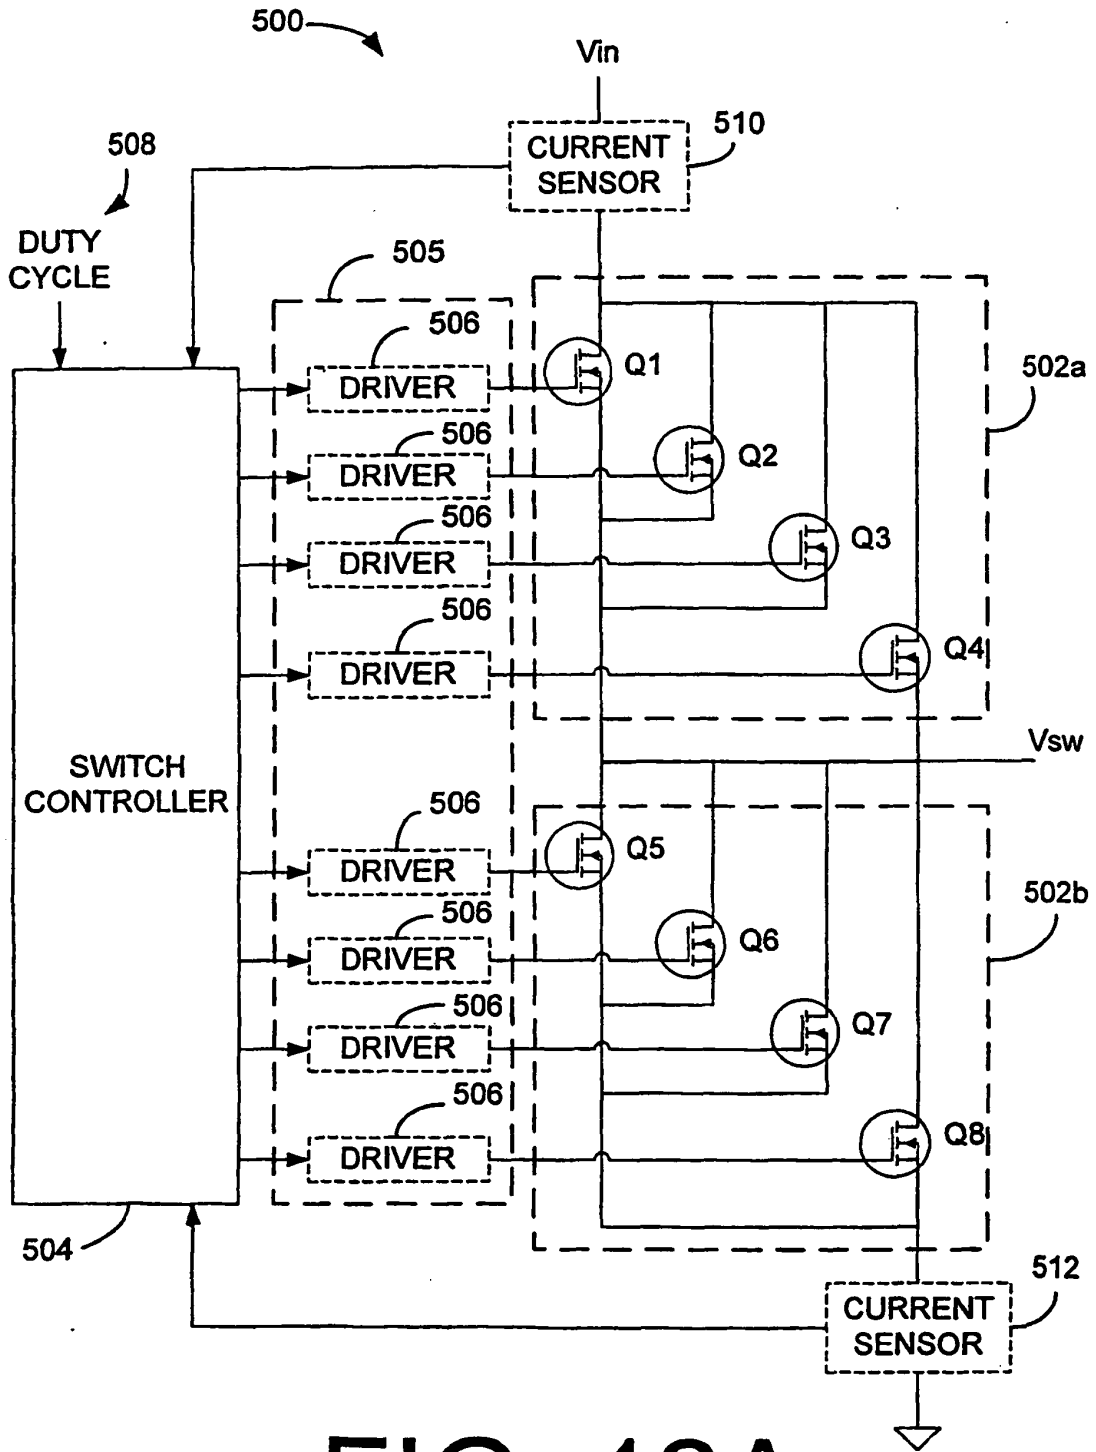 500
Vin
508
CURRENT
SENSOR
510
DUTY
CYCLE
505
506
DRIVER
Q1
502a
506
DRIVER
Q2
506
DRIVER
Q3
506
DRIVER
Q4
SWITCH
CONTROLLER
Vsw
506
DRIVER
Q5
502b
506
DRIVER
Q6
506
DRIVER
Q7
506
DRIVER
Q8
504
512
CURRENT
SENSOR
FIG. 12A